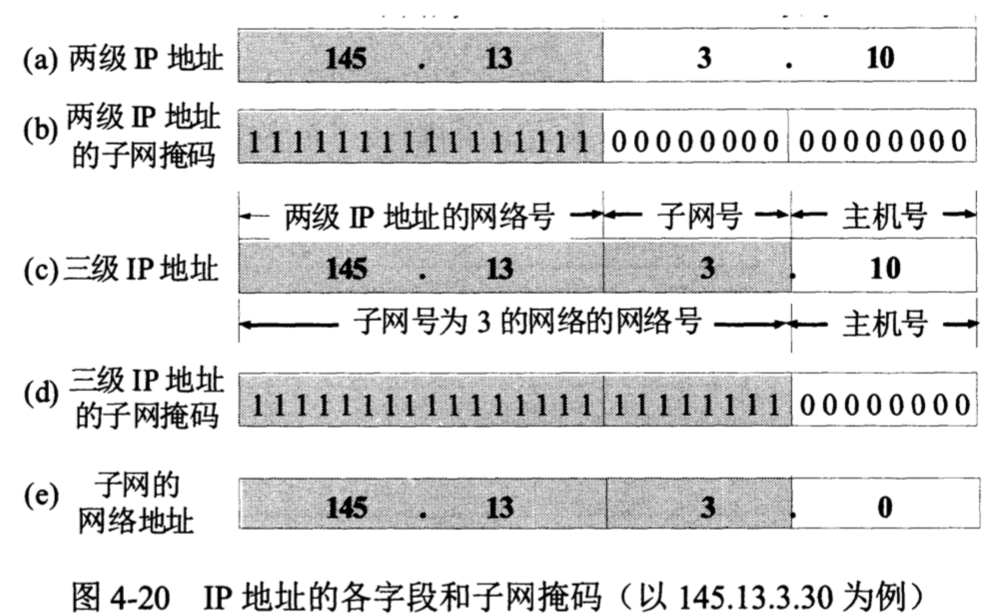 (a) 两级 IP 地址 145 . 13 3 . 10
(b) 两级 IP 地址
的子网掩码 1111111111111111 00000000 00000000
两级 IP 地址的网络号 子网号 主机号
(c) 三级 IP 地址 145 . 13 3 . 10
子网号为 3 的网络的网络号 主机号
(d) 三级 IP 地址
的子网掩码 1111111111111111 11111111 00000000
(e) 子网的
网络地址 145 . 13 3 . 0
图 4-20 IP 地址的各字段和子网掩码（以 145.13.3.30 为例）